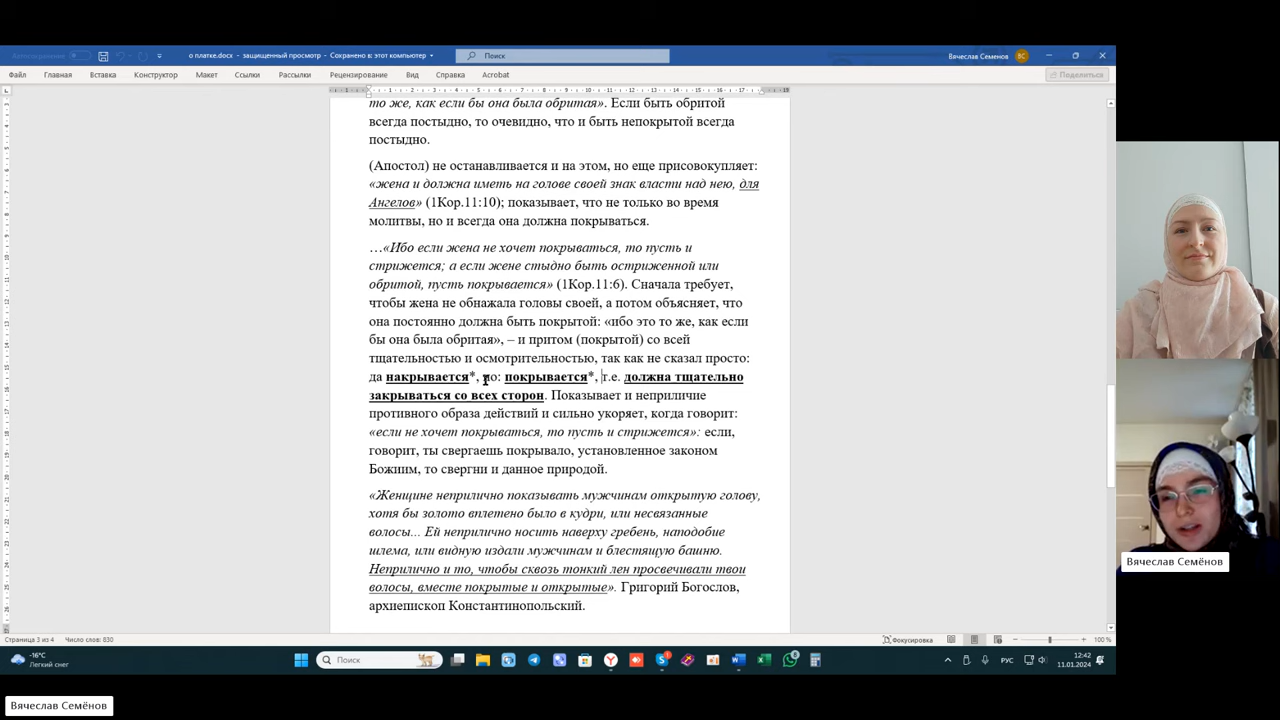 о платке.docx - защищенный просмотр - Сохранено в: этот компьютер
Поиск
Вячеслав Семенов
ВС
Файл Главная Вставка Конструктор Макет Ссылки Рассылки Рецензирование Вид Справка Acrobat
Поделиться
то же, как если бы она была обритая». Если быть обритой
всегда постыдно, то очевидно, что и быть непокрытой всегда
постыдно.
(Апостол) не останавливается и на этом, но еще присовокупляет:
«жена и должна иметь на голове своей знак власти над нею, для
Ангелов» (1Кор.11:10); показывает, что не только во время
молитвы, но и всегда она должна покрываться.
…«Ибо если жена не хочет покрываться, то пусть и
стрижется; а если жене стыдно быть остриженной или
обритой, пусть покрывается» (1Кор.11:6). Сначала требует,
чтобы жена не обнажала головы своей, а потом объясняет, что
она постоянно должна быть покрытой: «ибо это то же, как если
бы она была обритая», – и притом (покрытой) со всей
тщательностью и осмотрительностью, так как не сказал просто:
да накрывается*, но: покрывается*, т.е. должна тщательно
закрываться со всех сторон. Показывает и неприличие
противного образа действий и сильно укоряет, когда говорит:
«если не хочет покрываться, то пусть и стрижется»: если,
говорит, ты свергаешь покрывало, установленное законом
Божиим, то свергни и данное природой.
«Женщине неприлично показывать мужчинам открытую голову,
хотя бы золото вплетено было в кудри, или несвязанные
волосы... Ей неприлично носить наверху гребень, наподобие
шлема, или видную издали мужчинам и блестящую башню.
Неприлично и то, чтобы сквозь тонкий лен просвечивали твои
волосы, вместе покрытые и открытые». Григорий Богослов,
архиепископ Константинопольский.
Вячеслав Семёнов
Страница 3 из 4 Число слов: 830
Фокусировка
100 %
-16°C
Легкий снег
Поиск
РУС
12:42
11.01.2024
Вячеслав Семёнов